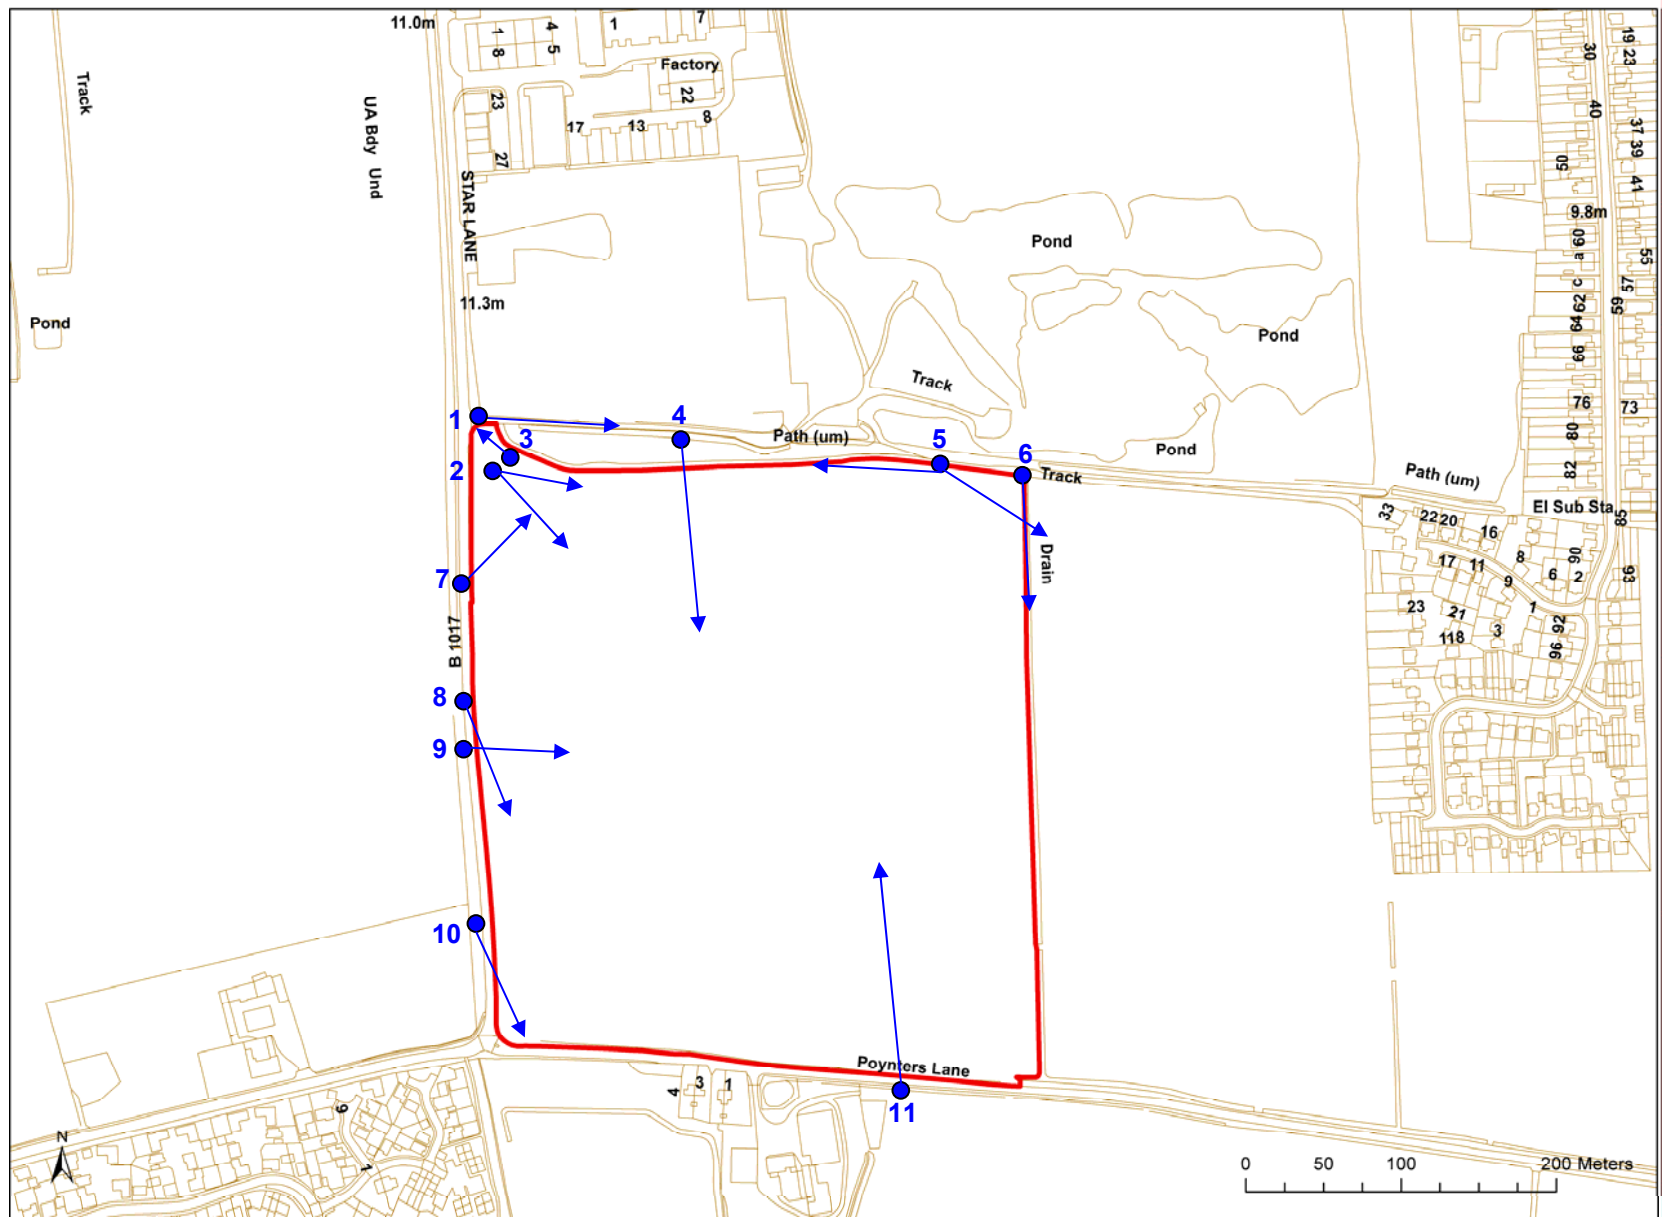 11.0m
1
8
4
5
1
7
Factory
22
8
23
17
13
27
Track
UA Bdy Und
STAR LANE
11.3m
Pond
Pond
Pond
Pond
Track
Path (um)
Track
Path (um)
Drain
El Sub Sta
19 23
30
40
37 39
50
41
9.8m
60
a
55
c
57
62
59
64
66
76
73
80
82
85
33
22 20
16
17
11
8
90
6
2
9
93
23
21
1
118
3
92
96
B 1017
1
2
3
4
5
6
7
8
9
10
11
Poynters Lane
4
3
1
9
1
N
0 50 100 200 Meters